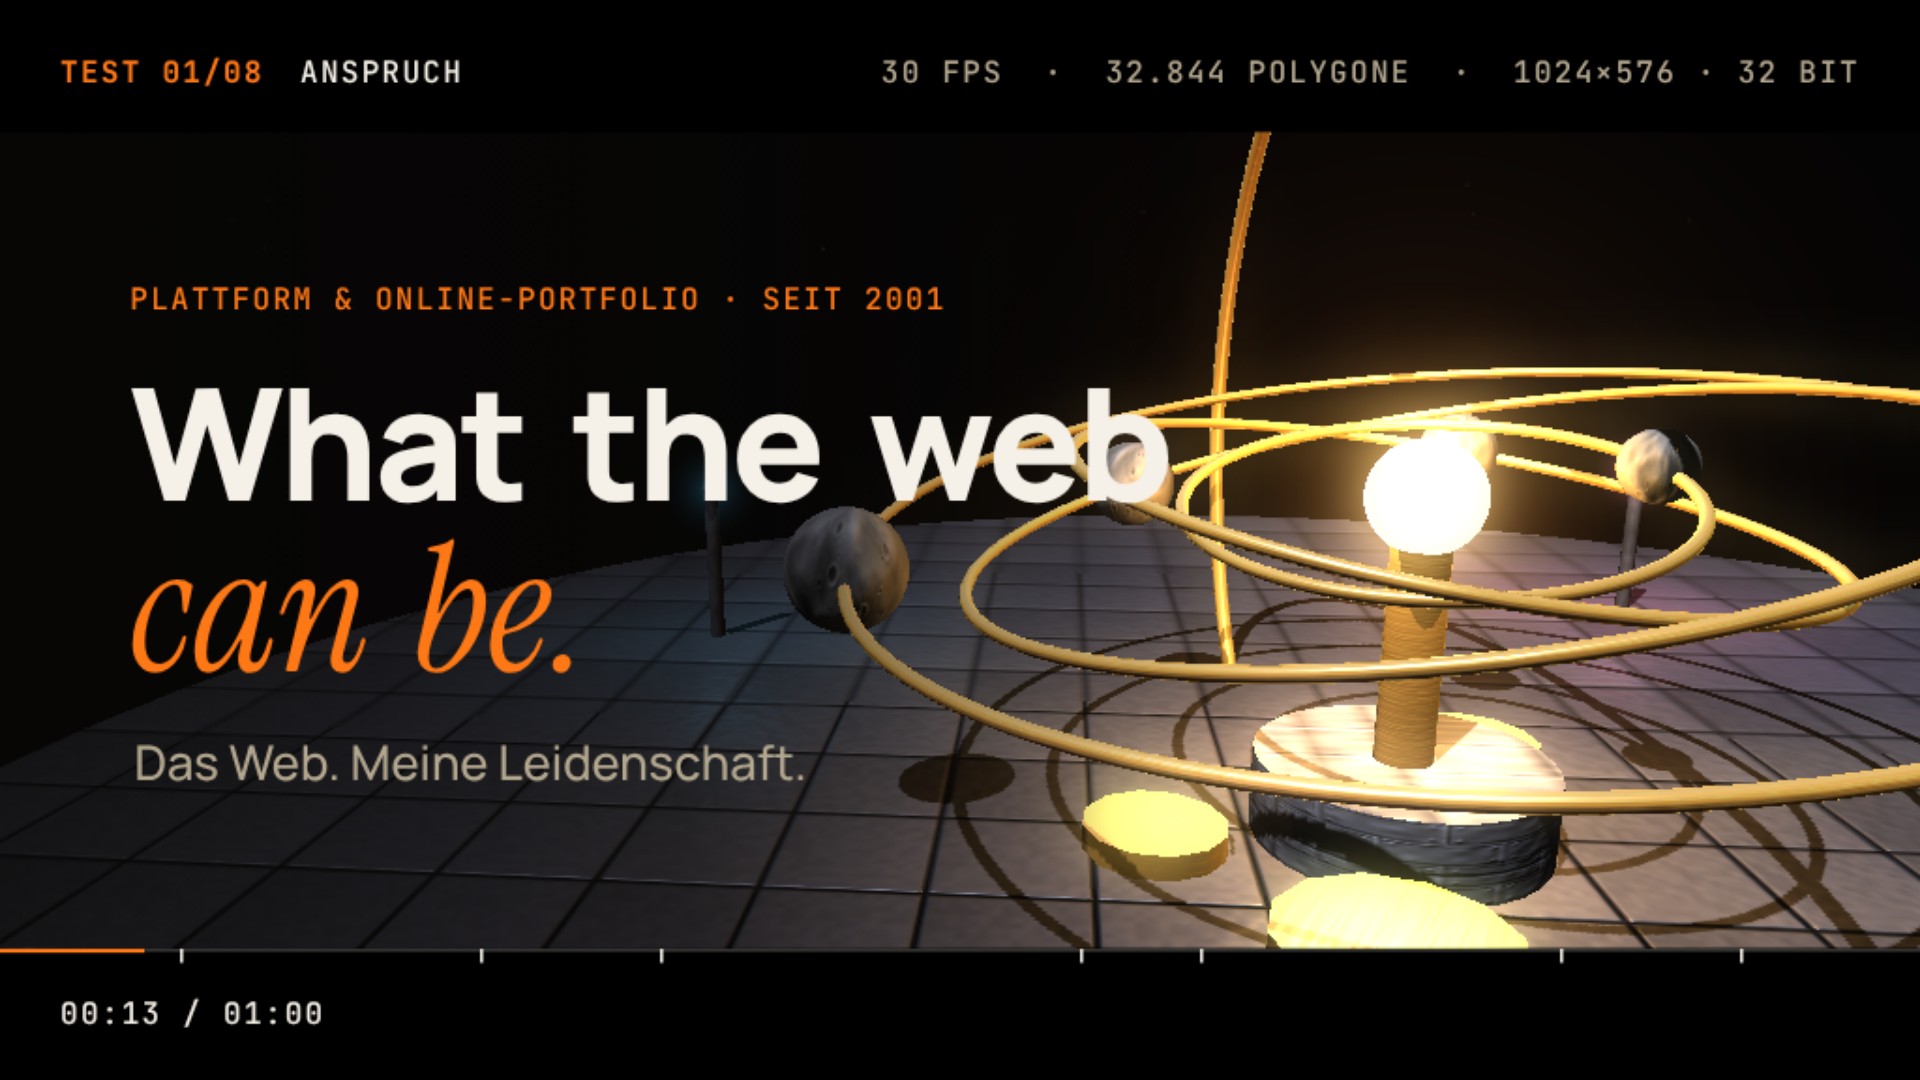 TEST 01/08 ANSPRUCH
30 FPS · 32.844 POLYGONE · 1024×576 · 32 BIT
PLATTFORM & ONLINE-PORTFOLIO · SEIT 2001
What the web
can be.
Das Web. Meine Leidenschaft.
00:13 / 01:00